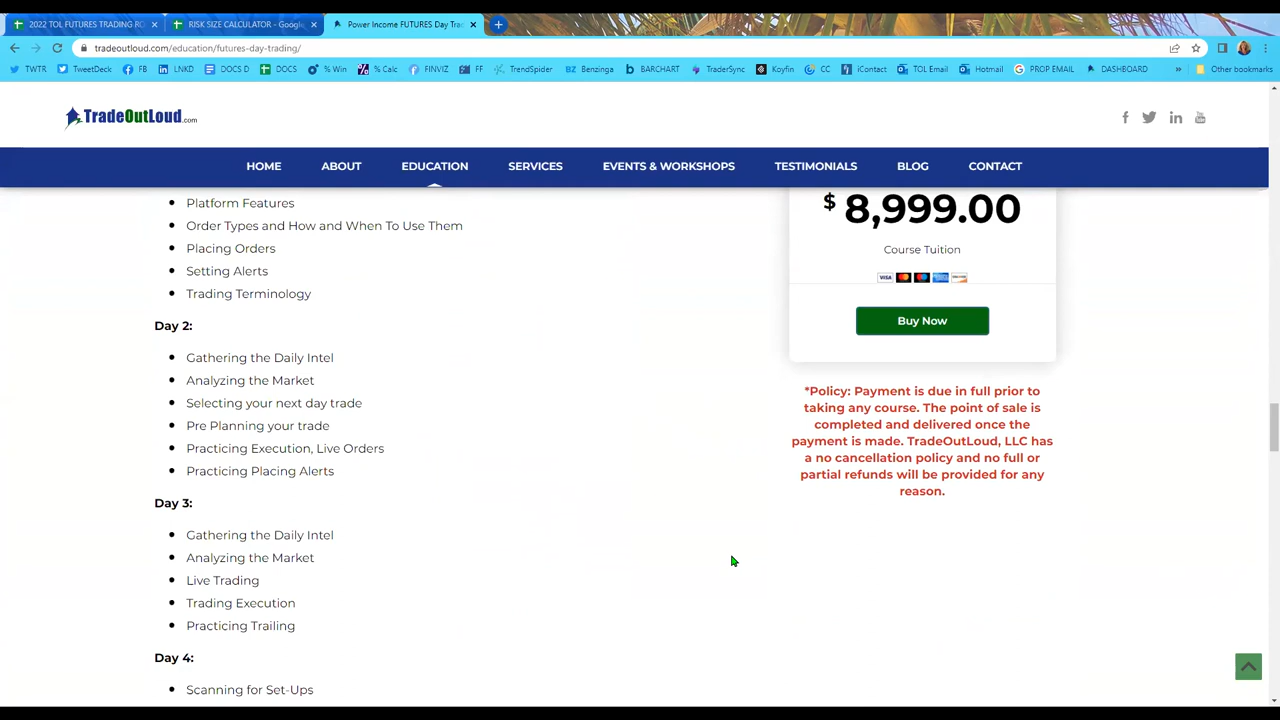 2022 TOL FUTURES TRADING RO
RISK SIZE CALCULATOR - Google
Power Income FUTURES Day Tra
tradeoutloud.com/education/futures-day-trading/
TWTR
TweetDeck
FB
LNKD
DOCS D
DOCS
% Win
% Calc
FINVIZ
FF
TrendSpider
Benzinga
BARCHART
TraderSync
Koyfin
CC
iContact
TOL Email
Hotmail
PROP EMAIL
DASHBOARD
»
Other bookmarks
TradeOutLoud.com
HOME
ABOUT
EDUCATION
SERVICES
EVENTS & WORKSHOPS
TESTIMONIALS
BLOG
CONTACT
Platform Features
Order Types and How and When To Use Them
Placing Orders
Setting Alerts
Trading Terminology
Day 2:
Gathering the Daily Intel
Analyzing the Market
Selecting your next day trade
Pre Planning your trade
Practicing Execution, Live Orders
Practicing Placing Alerts
Day 3:
Gathering the Daily Intel
Analyzing the Market
Live Trading
Trading Execution
Practicing Trailing
Day 4:
Scanning for Set-Ups
$ 8,999.00
Course Tuition
VISA
Buy Now
*Policy: Payment is due in full prior to
taking any course. The point of sale is
completed and delivered once the
payment is made. TradeOutLoud, LLC has
a no cancellation policy and no full or
partial refunds will be provided for any
reason.